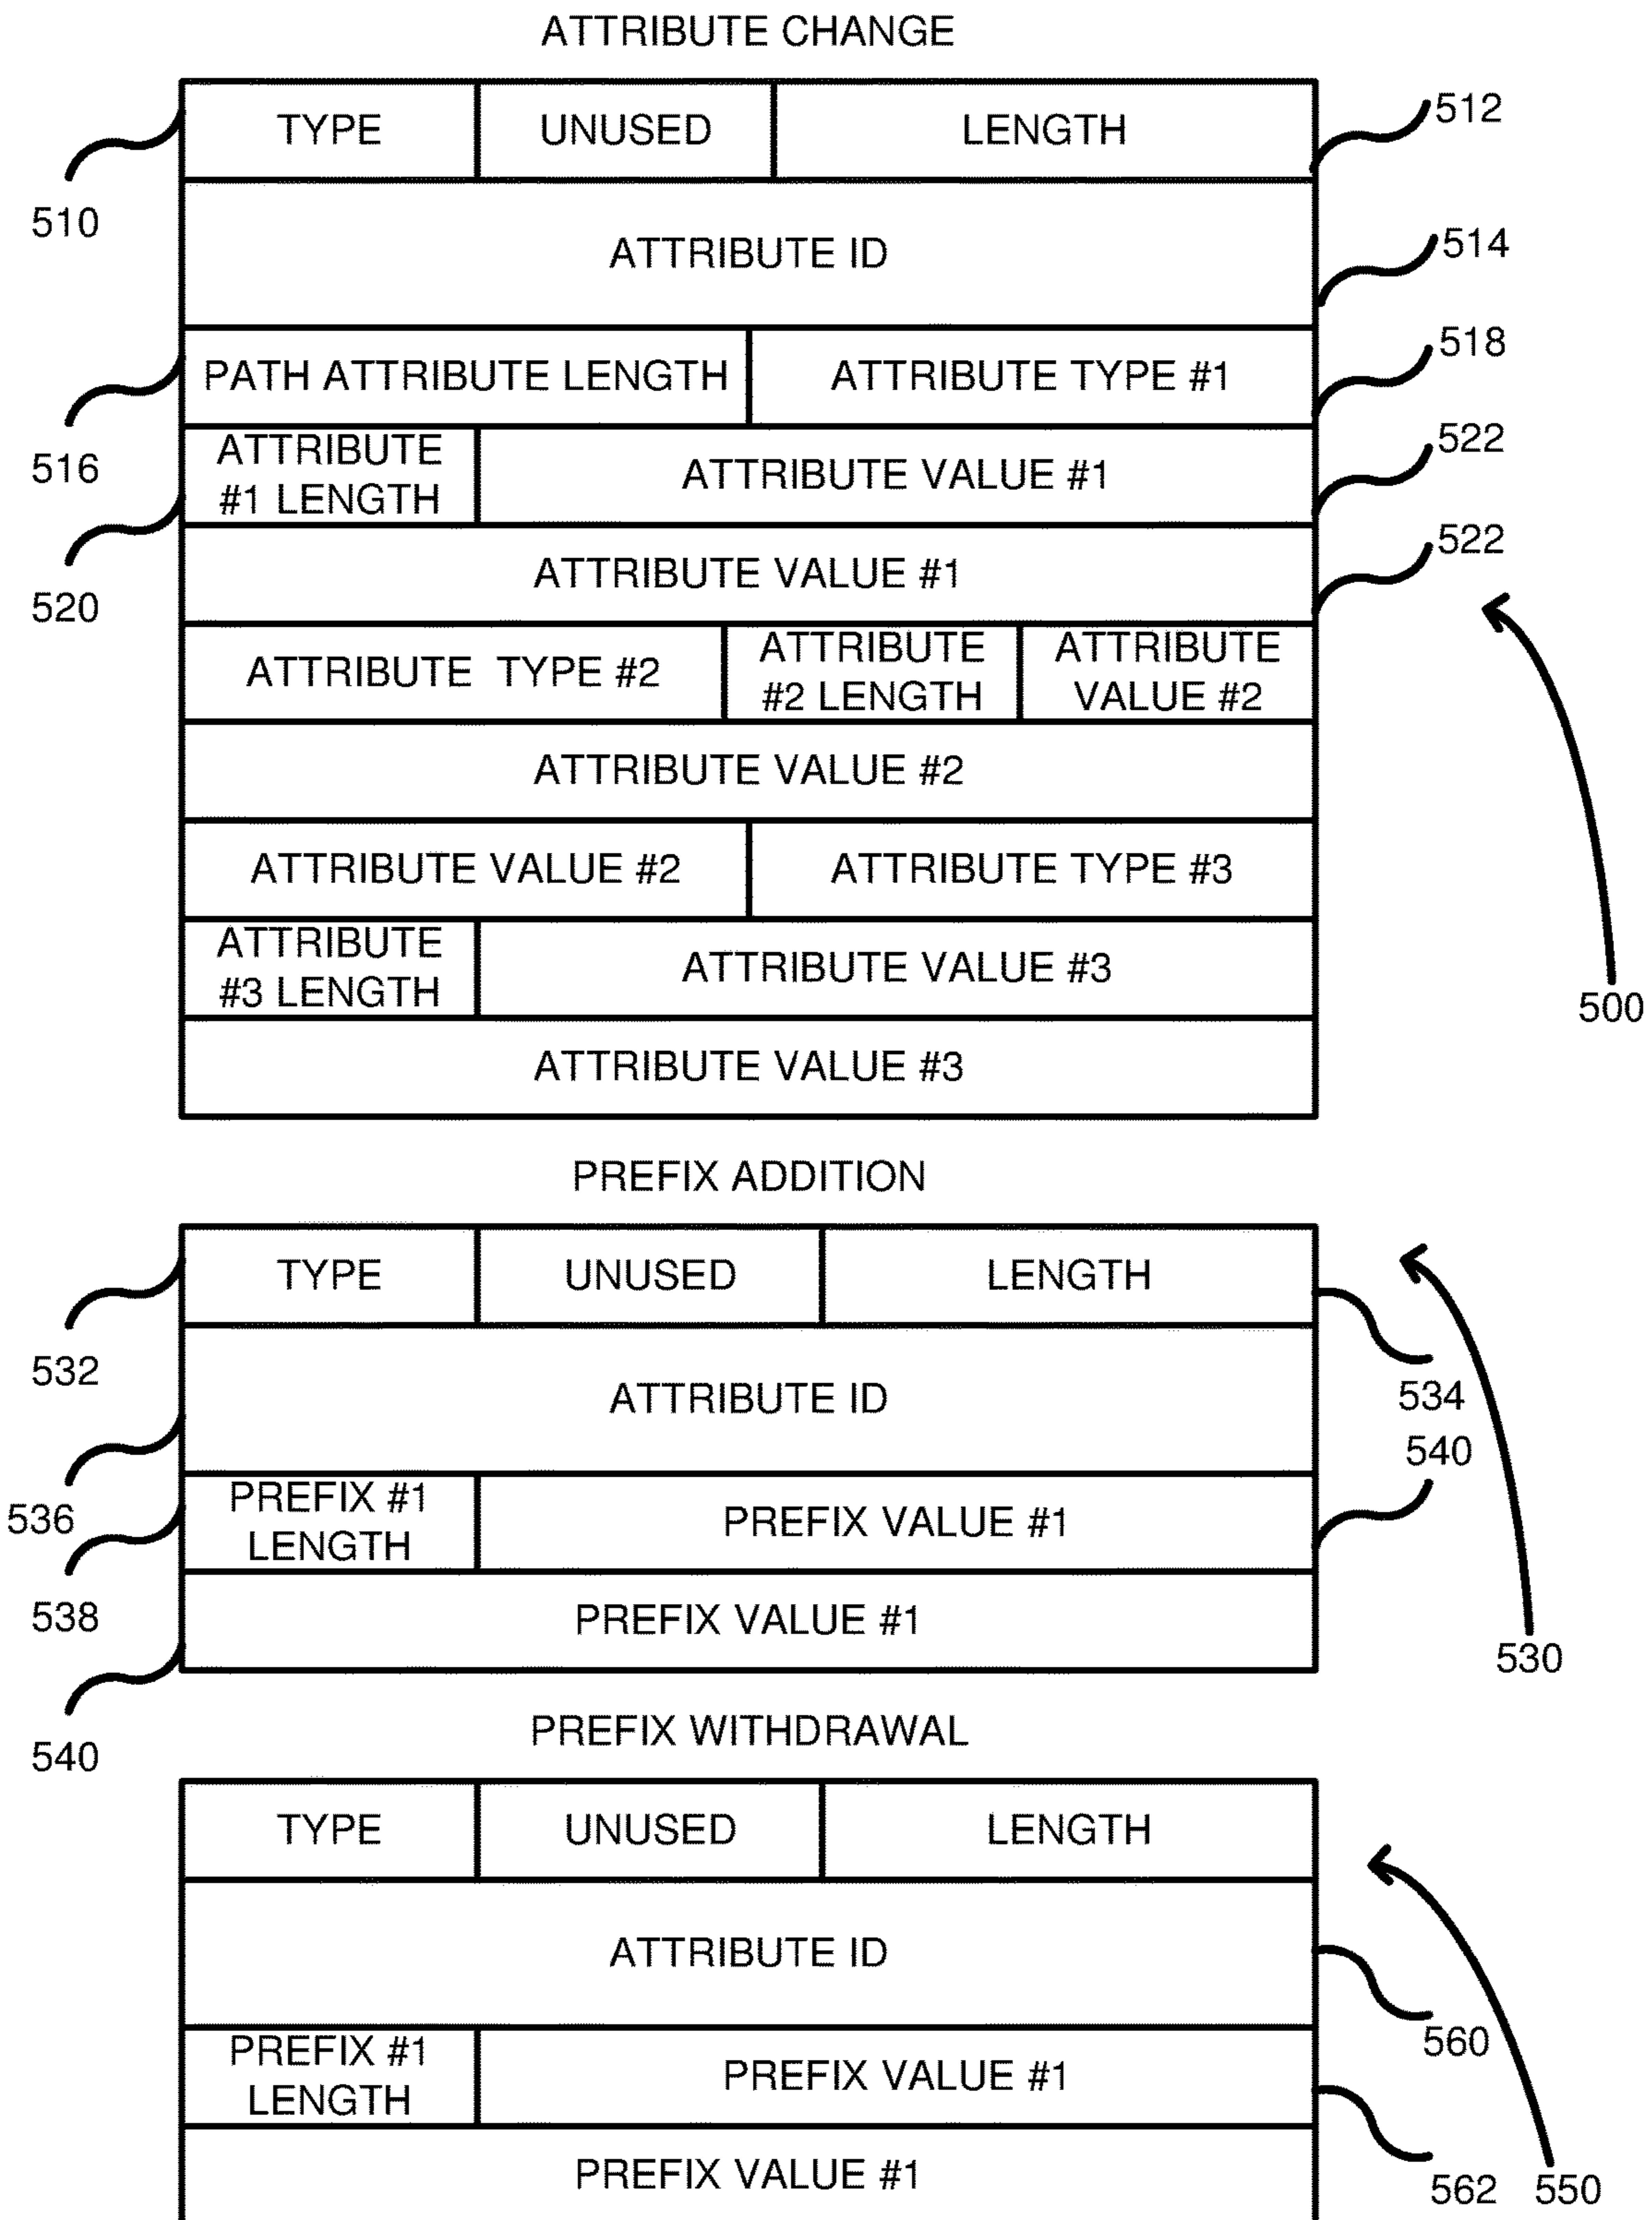 ATTRIBUTE CHANGE
TYPE UNUSED LENGTH
512
510
ATTRIBUTE ID
514
PATH ATTRIBUTE LENGTH ATTRIBUTE TYPE #1
518
516
ATTRIBUTE
#1 LENGTH
ATTRIBUTE VALUE #1
522
520
ATTRIBUTE VALUE #1
522
ATTRIBUTE TYPE #2
ATTRIBUTE
#2 LENGTH
ATTRIBUTE
VALUE #2
ATTRIBUTE VALUE #2
ATTRIBUTE VALUE #2 ATTRIBUTE TYPE #3
ATTRIBUTE
#3 LENGTH
ATTRIBUTE VALUE #3
500
ATTRIBUTE VALUE #3
PREFIX ADDITION
TYPE UNUSED LENGTH
532
534
ATTRIBUTE ID
536
540
PREFIX #1
LENGTH
PREFIX VALUE #1
538
PREFIX VALUE #1
530
540
PREFIX WITHDRAWAL
TYPE UNUSED LENGTH
ATTRIBUTE ID
560
PREFIX #1
LENGTH
PREFIX VALUE #1
562
550
PREFIX VALUE #1